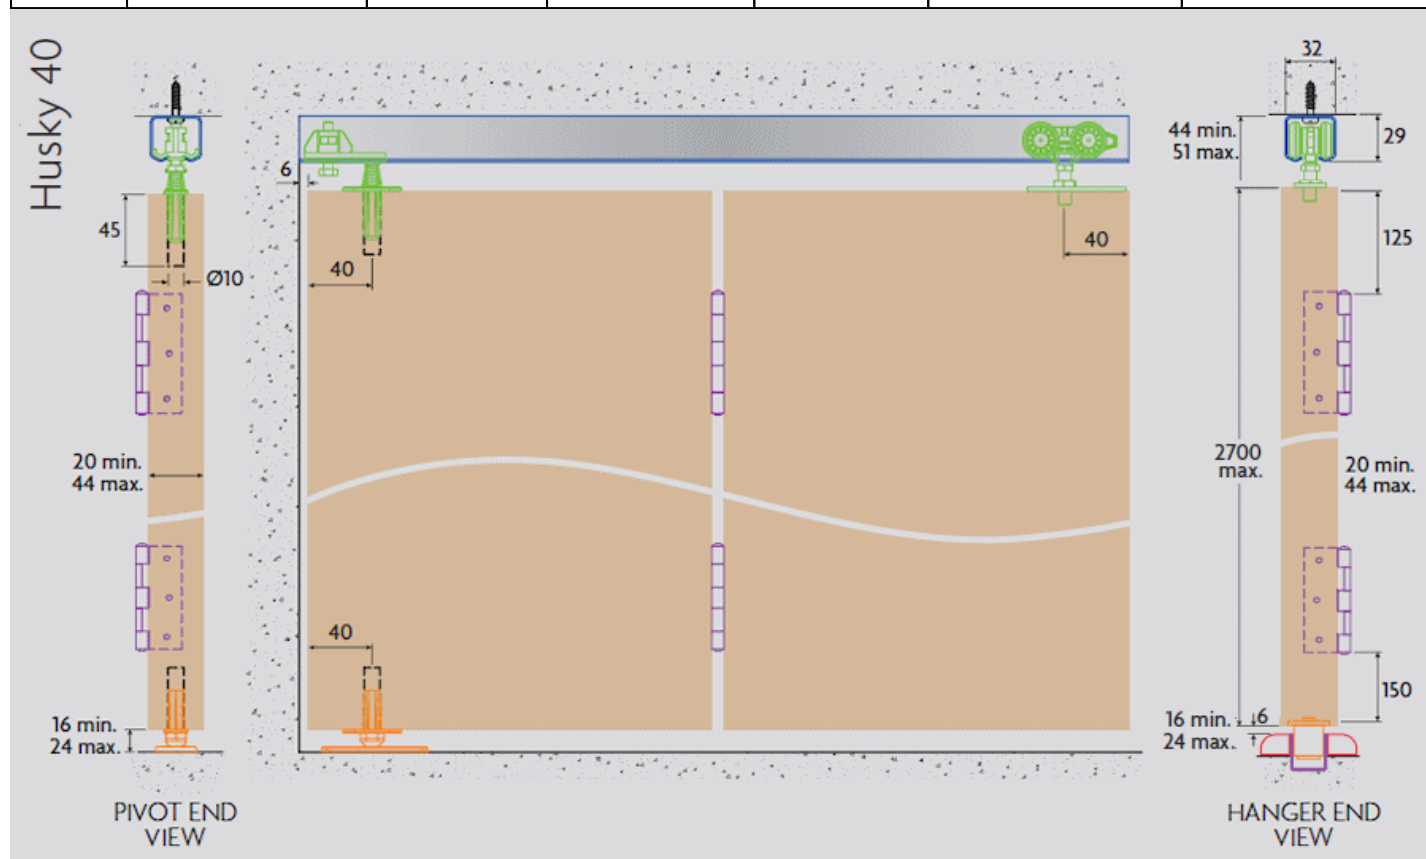 Husky 40
45
Ø10
20 min.
44 max.
16 min.
24 max.
PIVOT END
VIEW
6
40
40
40
32
44 min.
51 max.
29
125
2700
max.
20 min.
44 max.
150
16 min.
24 max.
6
HANGER END
VIEW